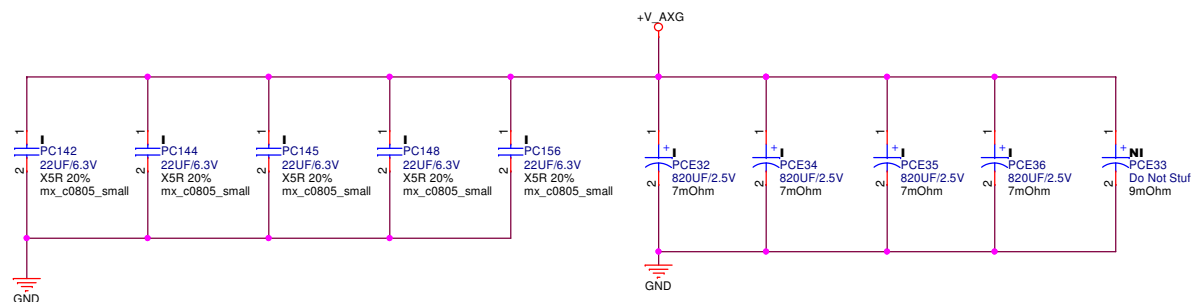 +V_AXG
1
I
PC142
22UF/6.3V
X5R 20%
mx_c0805_small
2
1
I
PC144
22UF/6.3V
X5R 20%
mx_c0805_small
2
1
I
PC145
22UF/6.3V
X5R 20%
mx_c0805_small
2
1
I
PC148
22UF/6.3V
X5R 20%
mx_c0805_small
2
1
I
PC156
22UF/6.3V
X5R 20%
mx_c0805_small
2
1
+
I
PCE32
820UF/2.5V
7mOhm
2
1
+
I
PCE34
820UF/2.5V
7mOhm
2
1
+
I
PCE35
820UF/2.5V
7mOhm
2
1
+
I
PCE36
820UF/2.5V
7mOhm
2
1
+
NI
PCE33
Do Not Stuf
9mOhm
2
GND
GND